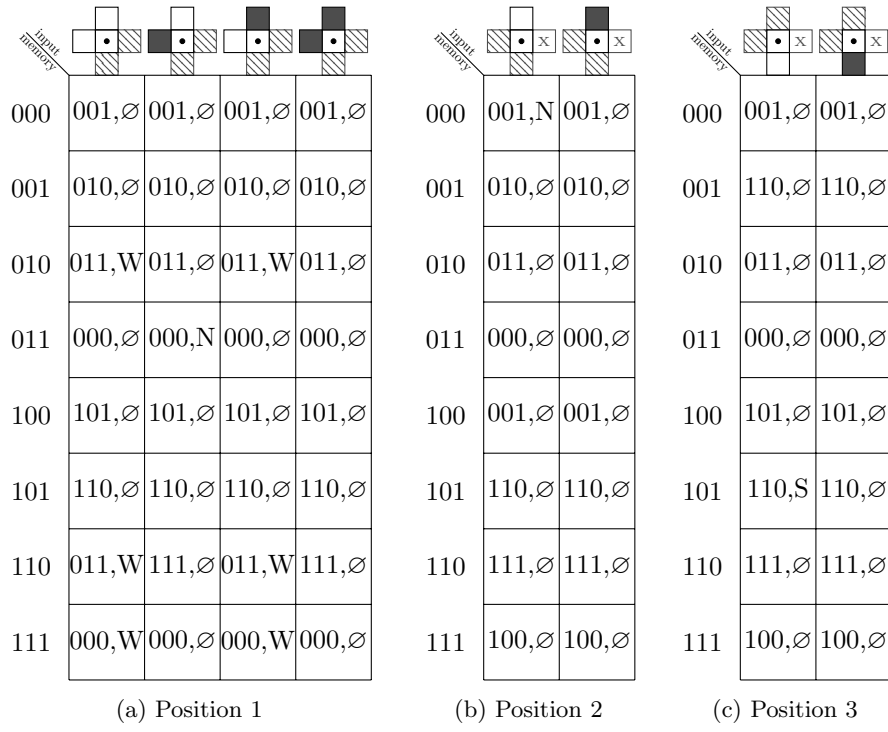 input memory input memory input memory
x x x x
000 001,∅ 001,∅ 001,∅ 001,∅ 000 001,N 001,∅ 000 001,∅ 001,∅
001 010,∅ 010,∅ 010,∅ 010,∅ 001 010,∅ 010,∅ 001 110,∅ 110,∅
010 011,W 011,∅ 011,W 011,∅ 010 011,∅ 011,∅ 010 011,∅ 011,∅
011 000,∅ 000,N 000,∅ 000,∅ 011 000,∅ 000,∅ 011 000,∅ 000,∅
100 101,∅ 101,∅ 101,∅ 101,∅ 100 001,∅ 001,∅ 100 101,∅ 101,∅
101 110,∅ 110,∅ 110,∅ 110,∅ 101 110,∅ 110,∅ 101 110,S 110,∅
110 011,W 111,∅ 011,W 111,∅ 110 111,∅ 111,∅ 110 111,∅ 111,∅
111 000,W 000,∅ 000,W 000,∅ 111 100,∅ 100,∅ 111 100,∅ 100,∅
(a) Position 1 (b) Position 2 (c) Position 3